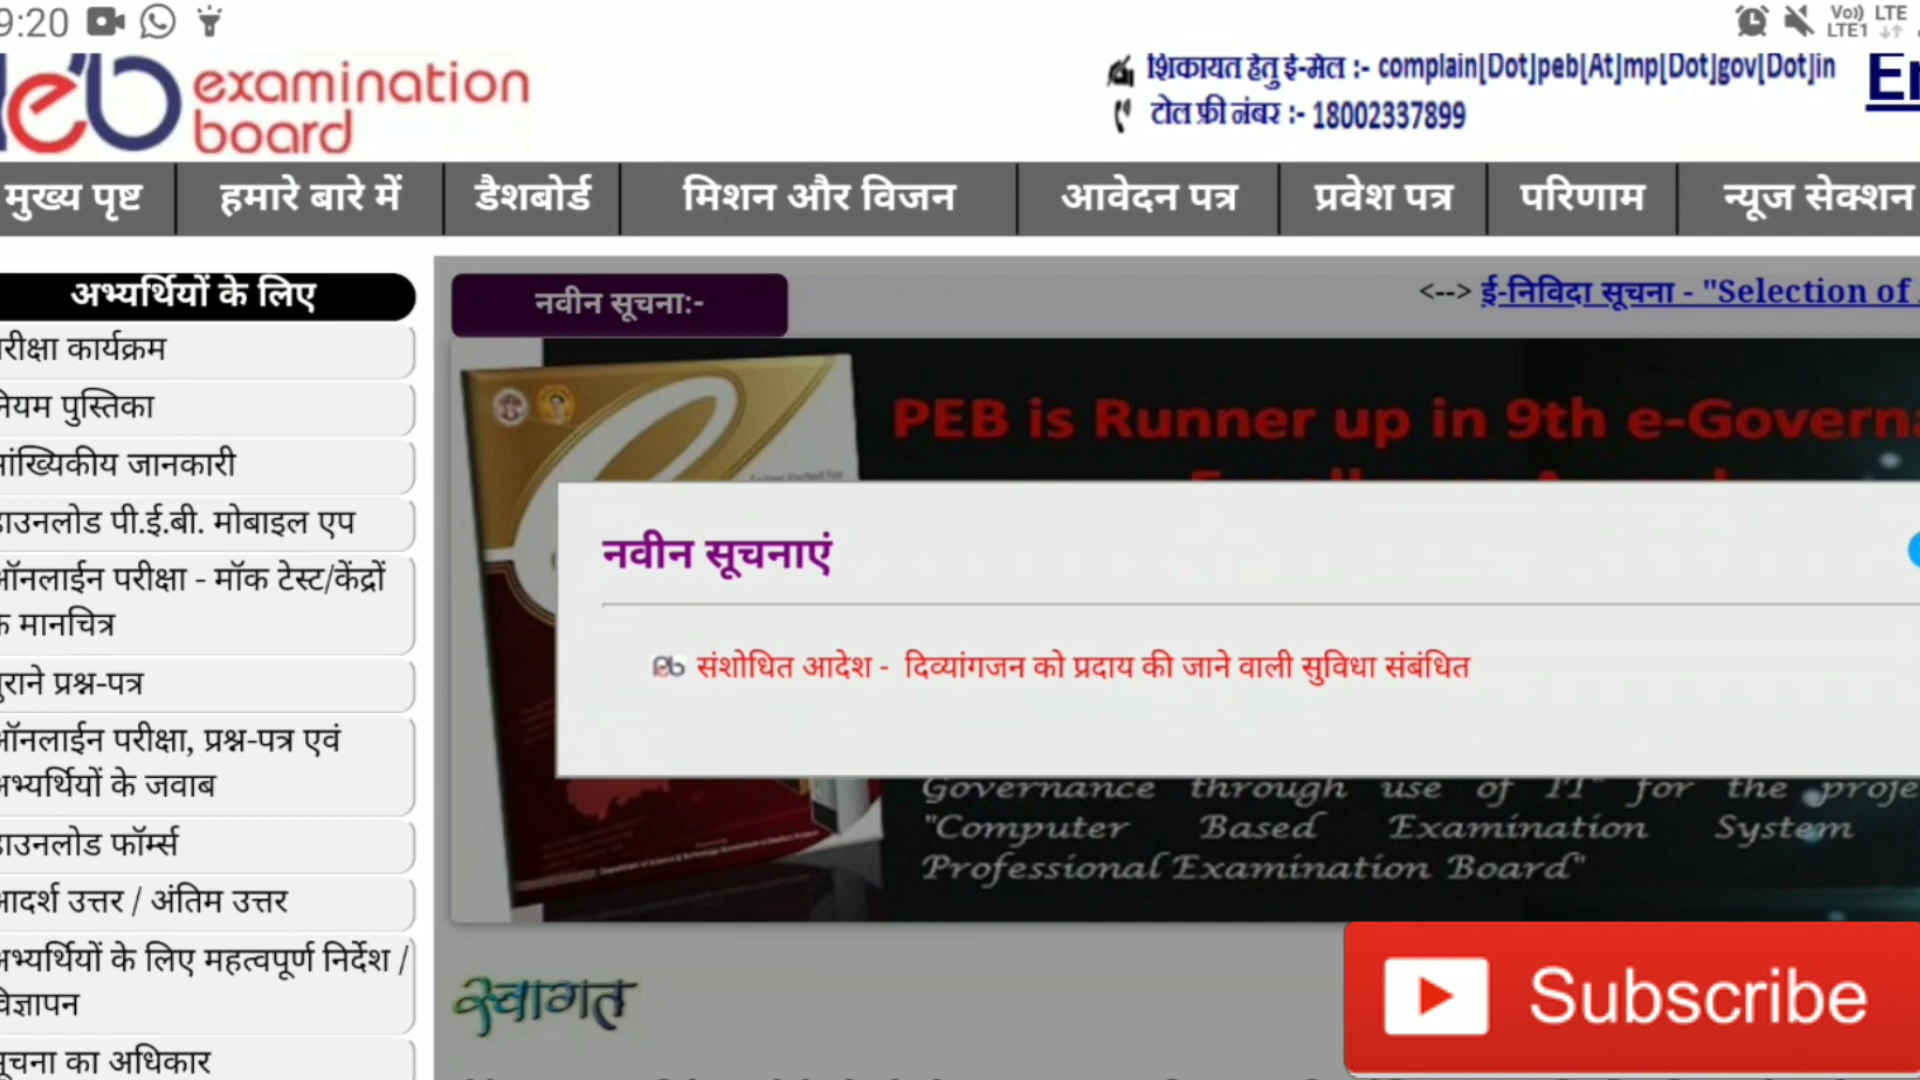 9:20
Vo)) LTE
LTE1
peb examination
board
शिकायत हेतु ई-मेल :- complain[Dot]peb[At]mp[Dot]gov[Dot]in
टोल फ्री नंबर :- 18002337899
मुख्य पृष्ट हमारे बारे में डैशबोर्ड मिशन और विजन आवेदन पत्र प्रवेश पत्र परिणाम न्यूज सेक्शन
अभ्यर्थियों के लिए
परीक्षा कार्यक्रम
नियम पुस्तिका
सांख्यिकीय जानकारी
डाउनलोड पी.ई.बी. मोबाइल एप
ऑनलाईन परीक्षा - मॉक टेस्ट/केंद्रों
के मानचित्र
पुराने प्रश्न-पत्र
ऑनलाईन परीक्षा, प्रश्न-पत्र एवं
अभ्यर्थियों के जवाब
डाउनलोड फॉर्म्स
आदर्श उत्तर / अंतिम उत्तर
अभ्यर्थियों के लिए महत्वपूर्ण निर्देश /
विज्ञापन
सूचना का अधिकार
नवीन सूचना:-
<--> ई-निविदा सूचना - "Selection of
PEB is Runner up in 9th e-Governa
नवीन सूचनाएं
peb संशोधित आदेश - दिव्यांगजन को प्रदाय की जाने वाली सुविधा संबंधित
Governance through use of IT" for the proje
"Computer Based Examination System
Professional Examination Board"
स्वागत
Subscribe